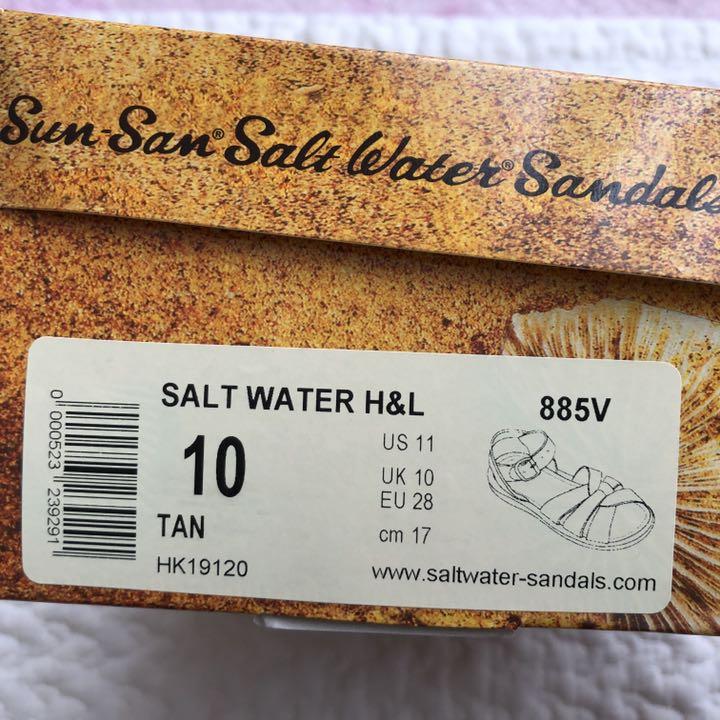 Sun-San® Salt Water® Sandals
SALT WATER H&L
885V
10
US 11
UK 10
EU 28
TAN
cm 17
HK19120
www.saltwater-sandals.com
0 000523 239291